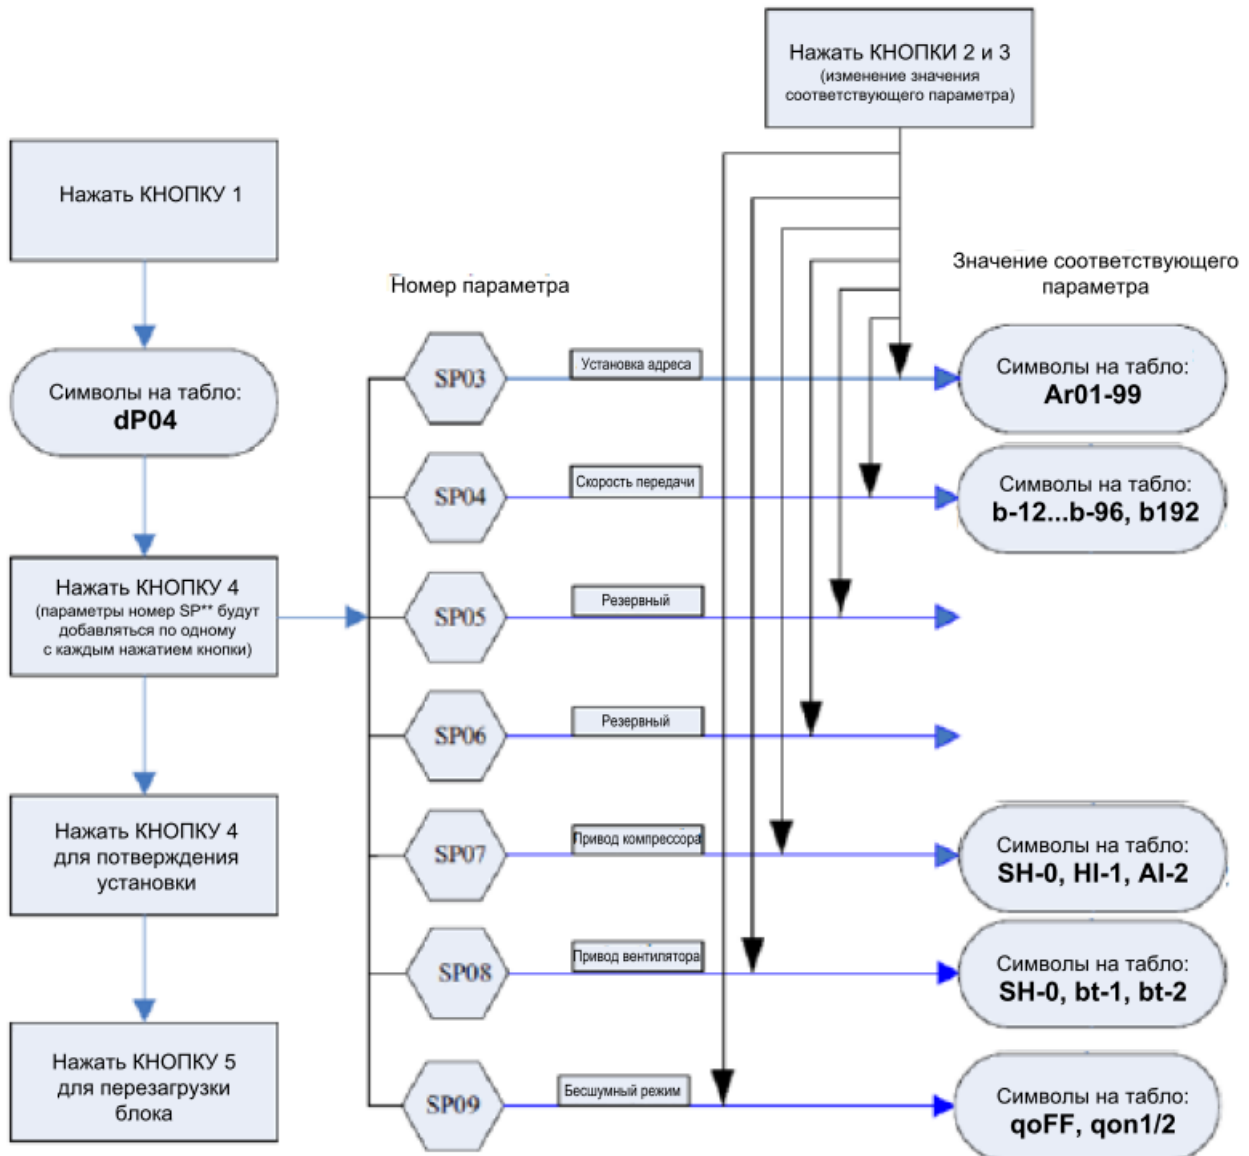 Нажать КНОПКИ 2 и 3
(изменение значения
соответствующего параметра)
Нажать КНОПКУ 1
Символы на табло:
dP04
Нажать КНОПКУ 4
(параметры номер SP** будут
добавляться по одному
с каждым нажатием кнопки)
Нажать КНОПКУ 4
для потверждения
установки
Нажать КНОПКУ 5
для перезагрузки
блока
Номер параметра
Значение соответствующего
параметра
SP03
Установка адреса
Символы на табло:
Ar01-99
SP04
Скорость передачи
Символы на табло:
b-12...b-96, b192
SP05
Резервный
SP06
Резервный
SP07
Привод компрессора
Символы на табло:
SH-0, HI-1, AI-2
SP08
Привод вентилятора
Символы на табло:
SH-0, bt-1, bt-2
SP09
Бесшумный режим
Символы на табло:
qoFF, qon1/2